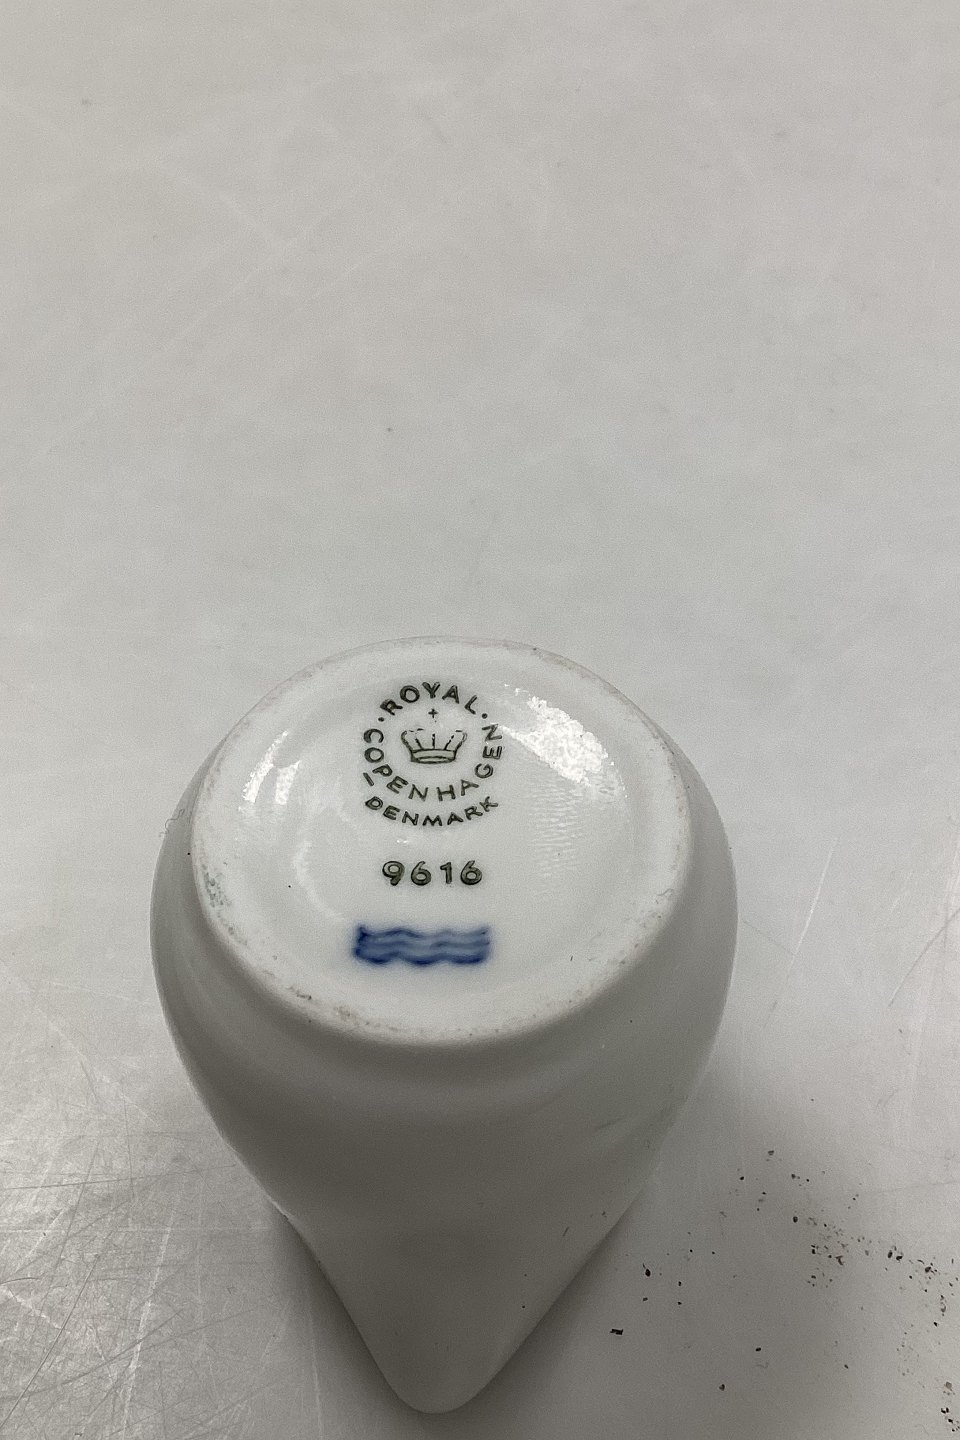 ROYAL
COPENHAGEN
DENMARK
9616